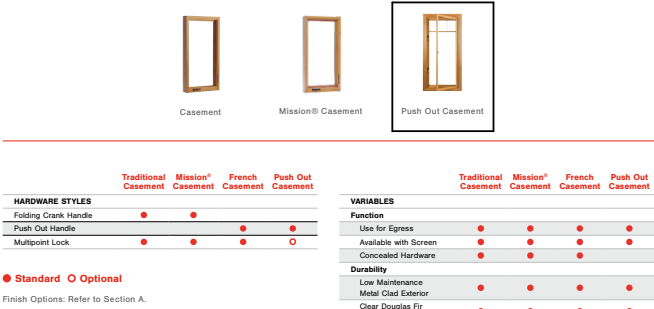 Casement
Mission® Casement
Push Out Casement
Traditional Casement Mission® Casement French Casement Push Out Casement
HARDWARE STYLES
Folding Crank Handle
Push Out Handle
Multipoint Lock
Standard Optional
Finish Options: Refer to Section A.
Traditional Casement Mission® Casement French Casement Push Out Casement
VARIABLES
Function
Use for Egress
Available with Screen
Concealed Hardware
Durability
Low Maintenance
Metal Clad Exterior
Clear Douglas Fir